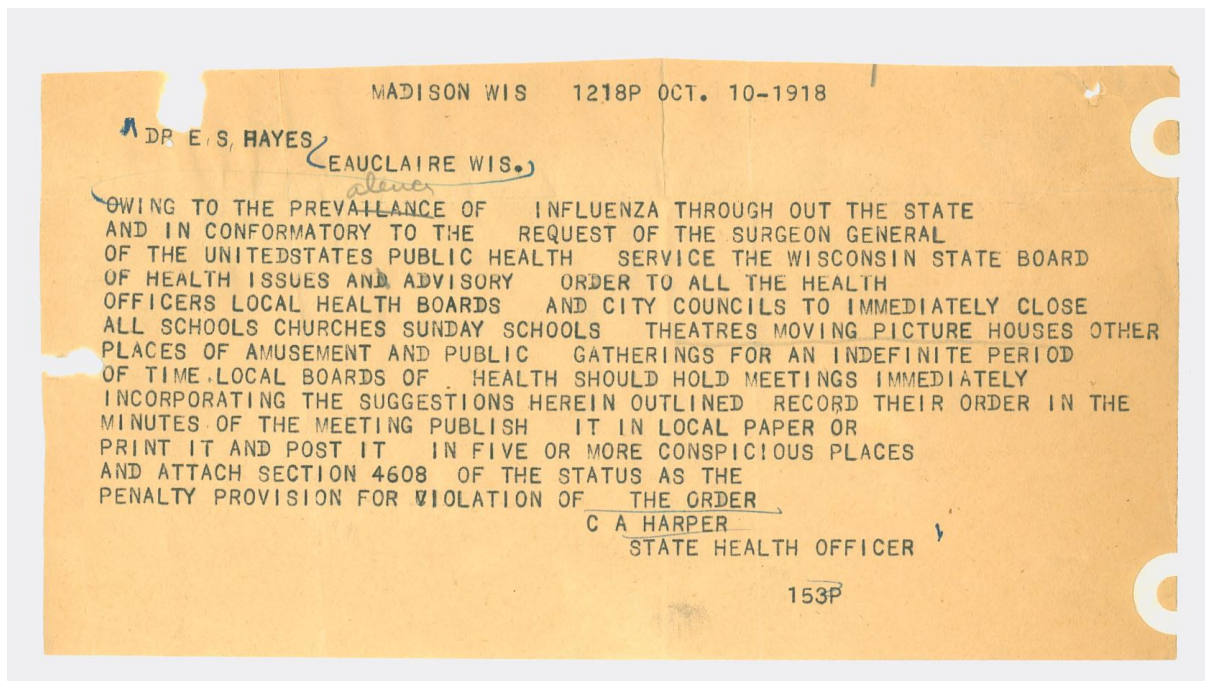 MADISON WIS 1218P OCT. 10-1918
DR E.S, HAYES
EAUCLAIRE WIS.
alence
OWING TO THE PREVAILANCE OF INFLUENZA THROUGH OUT THE STATE
AND IN CONFORMATORY TO THE REQUEST OF THE SURGEON GENERAL
OF THE UNITEDSTATES PUBLIC HEALTH SERVICE THE WISCONSIN STATE BOARD
OF HEALTH ISSUES AND ADVISORY ORDER TO ALL THE HEALTH
OFFICERS LOCAL HEALTH BOARDS AND CITY COUNCILS TO IMMEDIATELY CLOSE
ALL SCHOOLS CHURCHES SUNDAY SCHOOLS THEATRES MOVING PICTURE HOUSES OTHER
PLACES OF AMUSEMENT AND PUBLIC GATHERINGS FOR AN INDEFINITE PERIOD
OF TIME.LOCAL BOARDS OF HEALTH SHOULD HOLD MEETINGS IMMEDIATELY
INCORPORATING THE SUGGESTIONS HEREIN OUTLINED RECORD THEIR ORDER IN THE
MINUTES OF THE MEETING PUBLISH IT IN LOCAL PAPER OR
PRINT IT AND POST IT IN FIVE OR MORE CONSPICIOUS PLACES
AND ATTACH SECTION 4608 OF THE STATUS AS THE
PENALTY PROVISION FOR VIOLATION OF THE ORDER
C A HARPER
STATE HEALTH OFFICER
153P